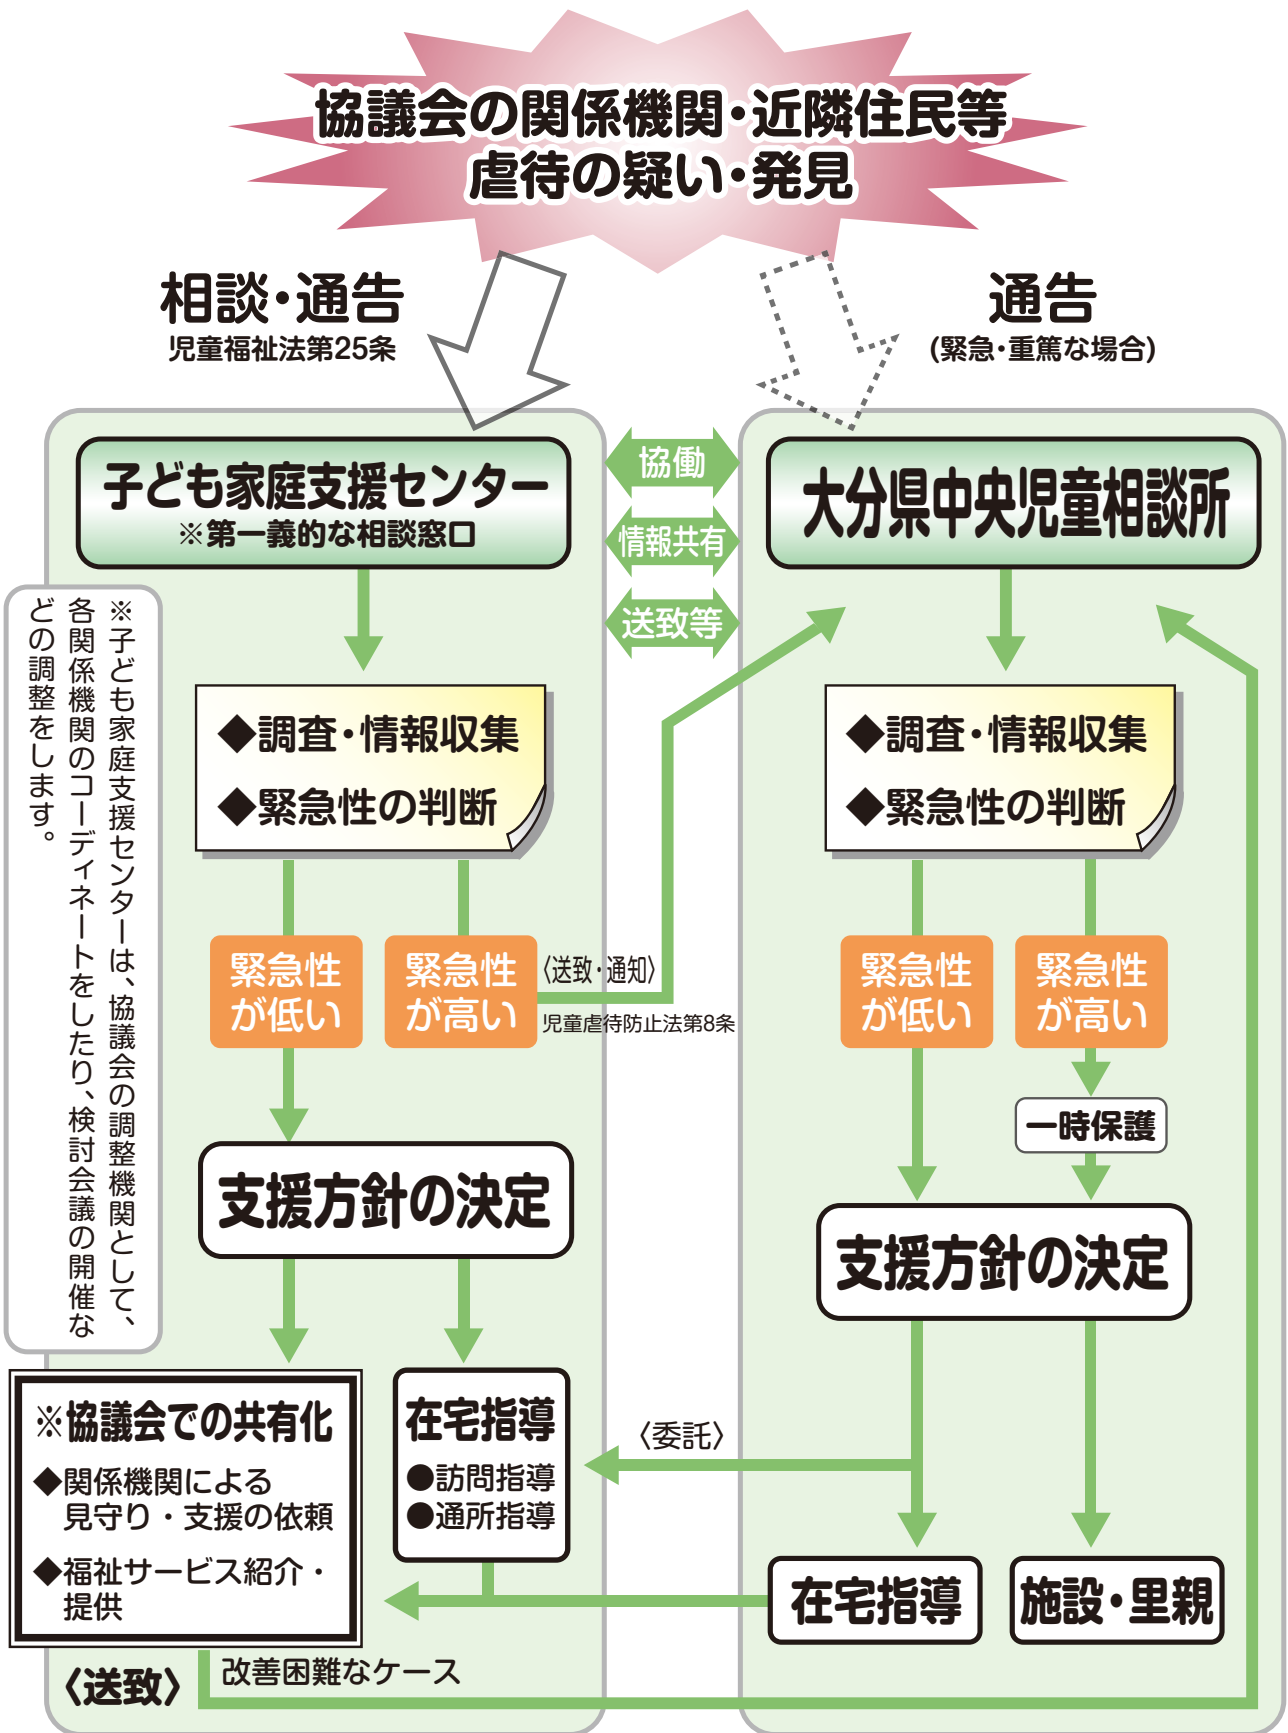 協議会の関係機関・近隣住民等
虐待の疑い・発見
相談・通告
児童福祉法第25条
通告
(緊急・重篤な場合)
子ども家庭支援センター
※第一義的な相談窓口
協働
情報共有
送致等
大分県中央児童相談所
※子ども家庭支援センターは、協議会の調整機関として、
各関係機関のコーディネートをしたり、検討会議の開催な
どの調整をします。
◆調査・情報収集
◆緊急性の判断
緊急性
が低い
緊急性
が高い
〈送致・通知〉
児童虐待防止法第8条
◆調査・情報収集
◆緊急性の判断
緊急性
が低い
緊急性
が高い
一時保護
支援方針の決定
支援方針の決定
※協議会での共有化
◆関係機関による
見守り・支援の依頼
◆福祉サービス紹介・
提供
在宅指導
●訪問指導
●通所指導
〈委託〉
在宅指導
施設・里親
〈送致〉
改善困難なケース